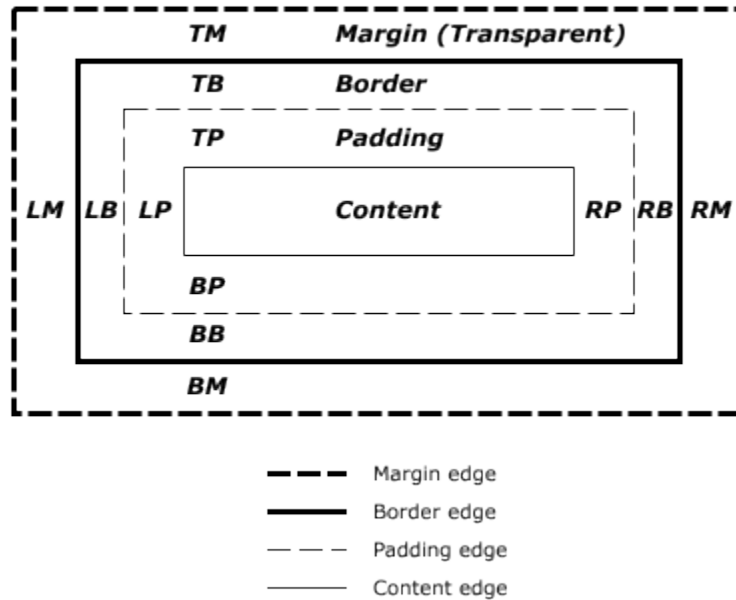 TM Margin (Transparent)
TB Border
TP Padding
LM LB LP Content RP RB RM
BP
BB
BM
Margin edge
Border edge
Padding edge
Content edge